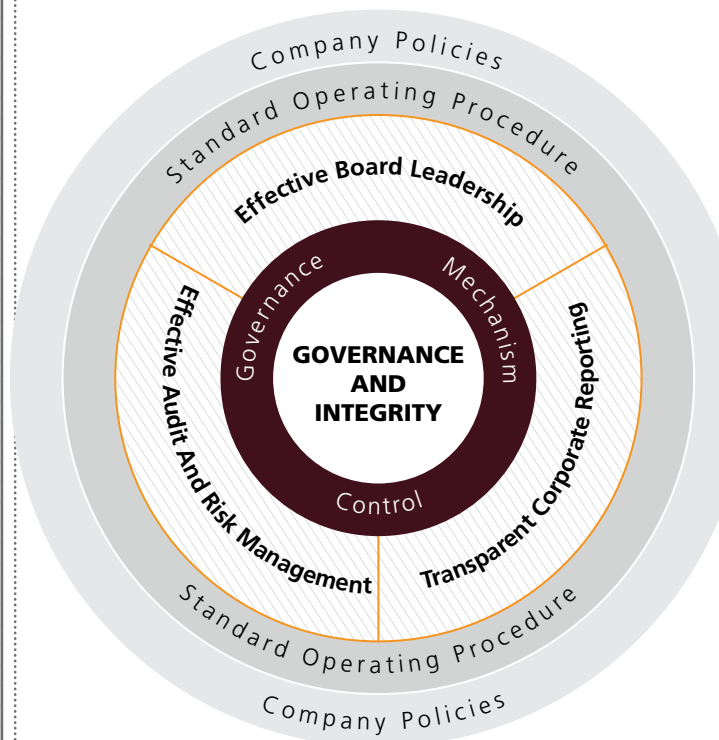 Company Policies
Standard Operating Procedure
Effective Board Leadership
Governance
Mechanism
GOVERNANCE
AND
INTEGRITY
Control
Effective Audit And Risk Management
Transparent Corporate Reporting
Standard Operating Procedure
Company Policies